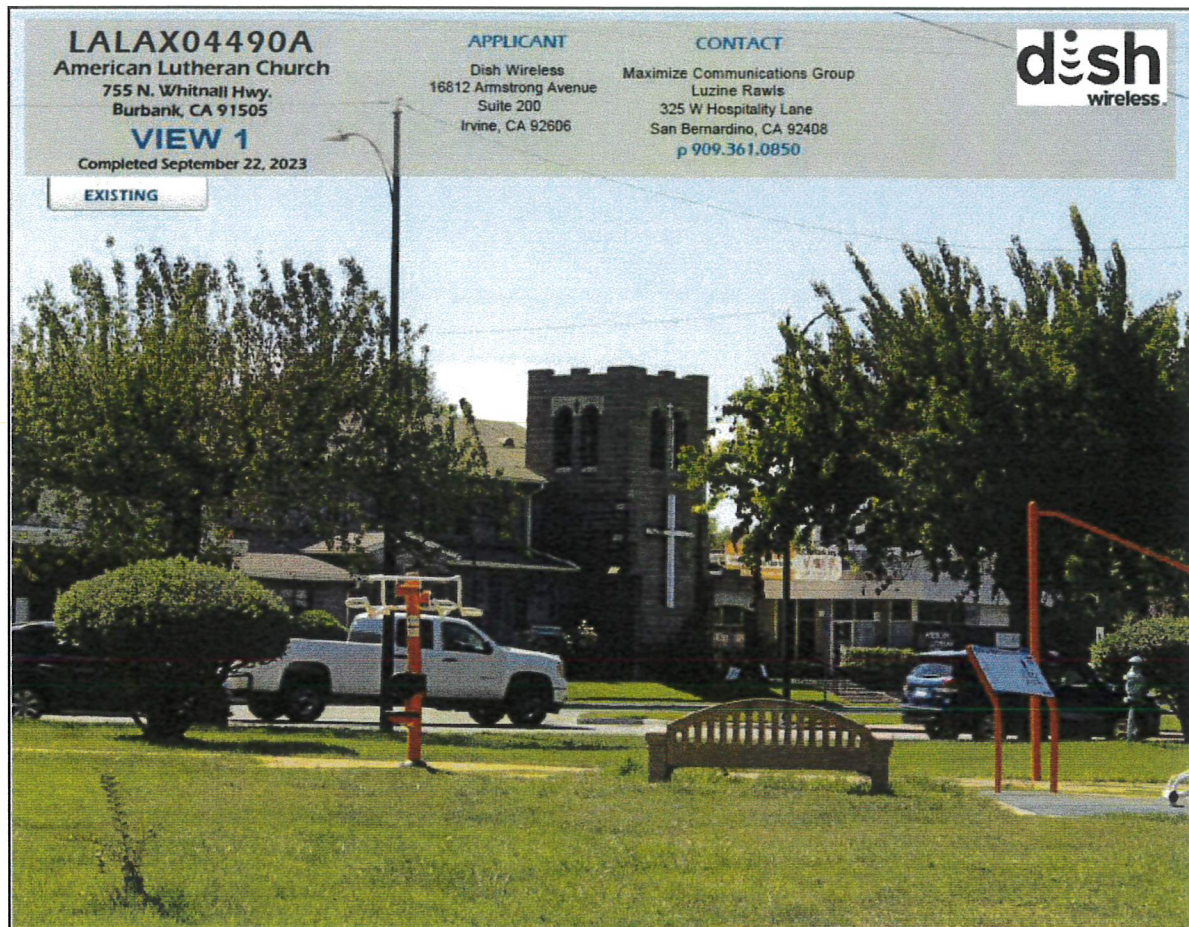 LALAX04490A
American Lutheran Church
755 N. Whitnall Hwy.
Burbank, CA 91505
VIEW 1
Completed September 22, 2023
APPLICANT
Dish Wireless
16812 Armstrong Avenue
Suite 200
Irvine, CA 92606
CONTACT
Maximize Communications Group
Luzine Rawls
325 W Hospitality Lane
San Bernardino, CA 92408
p 909.361.0850
dish
wireless.
EXISTING